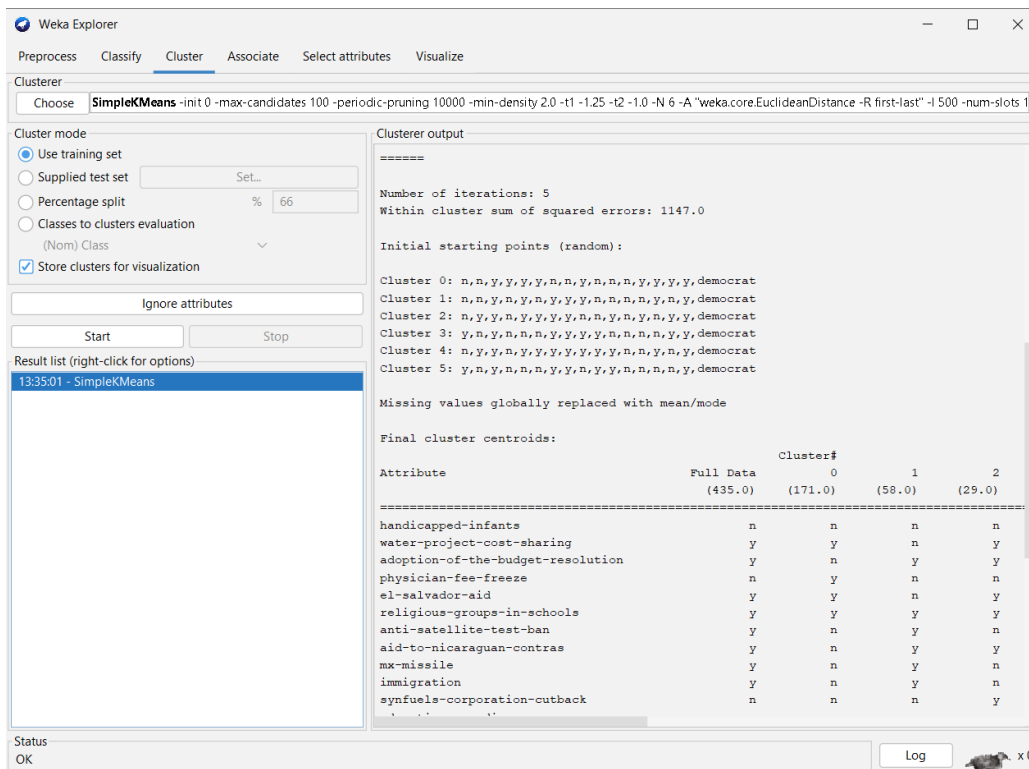 Weka Explorer
Preprocess Classify Cluster Associate Select attributes Visualize
Clusterer
Choose SimpleKMeans -init 0 -max-candidates 100 -periodic-pruning 10000 -min-density 2.0 -t1 -1.25 -t2 -1.0 -N 6 -A "weka.core.EuclideanDistance -R first-last" -I 500 -num-slots 1
Cluster mode
Use training set
Supplied test set Set...
Percentage split % 66
Classes to clusters evaluation
(Nom) Class
Store clusters for visualization
Ignore attributes
Start Stop
Result list (right-click for options)
13:35:01 - SimpleKMeans
Clusterer output
======
Number of iterations: 5
Within cluster sum of squared errors: 1147.0
Initial starting points (random):
Cluster 0: n,n,y,y,y,y,n,n,y,n,n,n,y,y,y,y,democrat
Cluster 1: n,n,y,n,y,n,y,y,y,y,n,n,n,n,y,y,democrat
Cluster 2: n,y,y,n,y,y,n,y,n,n,y,y,n,y,n,y,democrat
Cluster 3: y,n,y,n,n,n,y,y,y,y,n,n,n,n,y,y,democrat
Cluster 4: n,y,y,y,y,y,y,y,y,y,y,n,n,y,y,y,democrat
Cluster 5: y,n,y,n,n,n,y,y,n,y,y,n,n,n,n,y,democrat
Missing values globally replaced with mean/mode
Final cluster centroids:
Cluster#
Attribute Full Data 0 1 2
(435.0) (171.0) (58.0) (29.0)
======================================================================================
handicapped-infants n n n n
water-project-cost-sharing y y n y
adoption-of-the-budget-resolution y n y y
physician-fee-freeze n y n y
el-salvador-aid y y n y
religious-groups-in-schools y y y y
anti-satellite-test-ban y n y n
aid-to-nicaraguan-contras y n y y
mx-missile y n y n
immigration y n y n
synfuels-corporation-cutback n n n y
Status
OK
Log
x 0